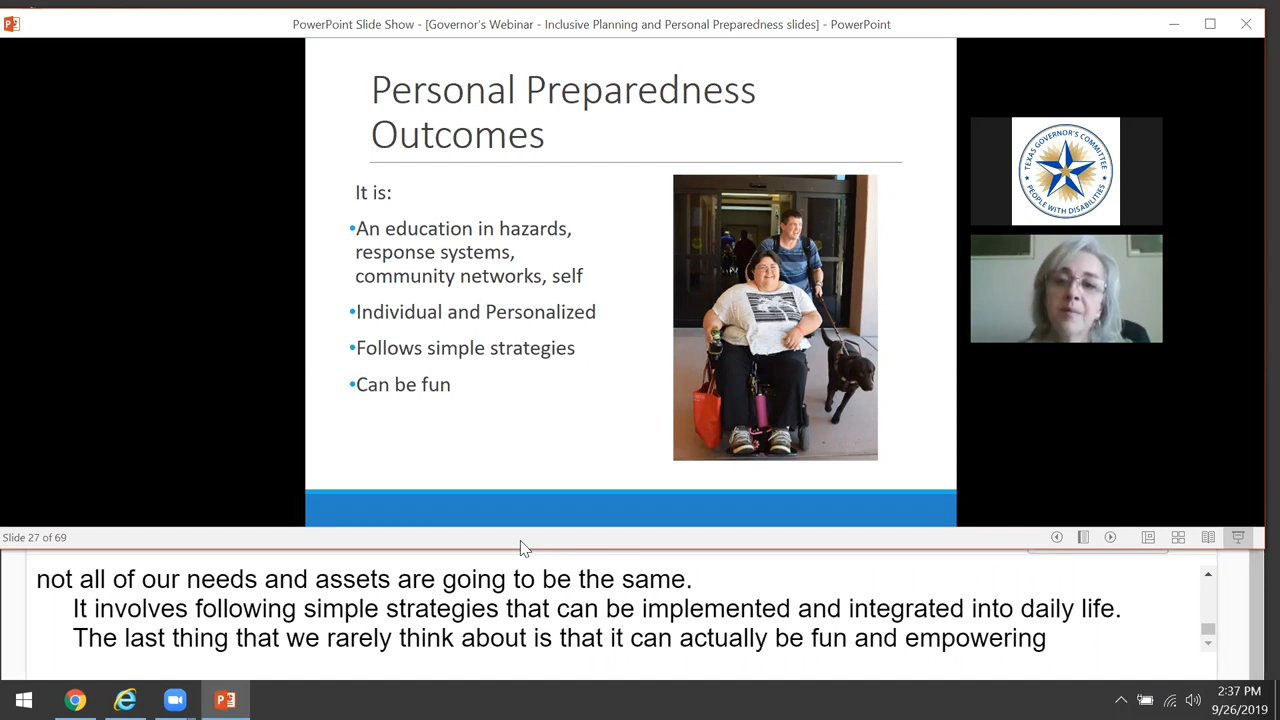 PowerPoint Slide Show - [Governor's Webinar - Inclusive Planning and Personal Preparedness slides] - PowerPoint
Personal Preparedness
Outcomes
It is:
•An education in hazards,
response systems,
community networks, self
•Individual and Personalized
•Follows simple strategies
•Can be fun
TEXAS GOVERNOR'S COMMITTEE
PEOPLE WITH DISABILITIES
Slide 27 of 69
not all of our needs and assets are going to be the same.
It involves following simple strategies that can be implemented and integrated into daily life.
The last thing that we rarely think about is that it can actually be fun and empowering
2:37 PM
9/26/2019